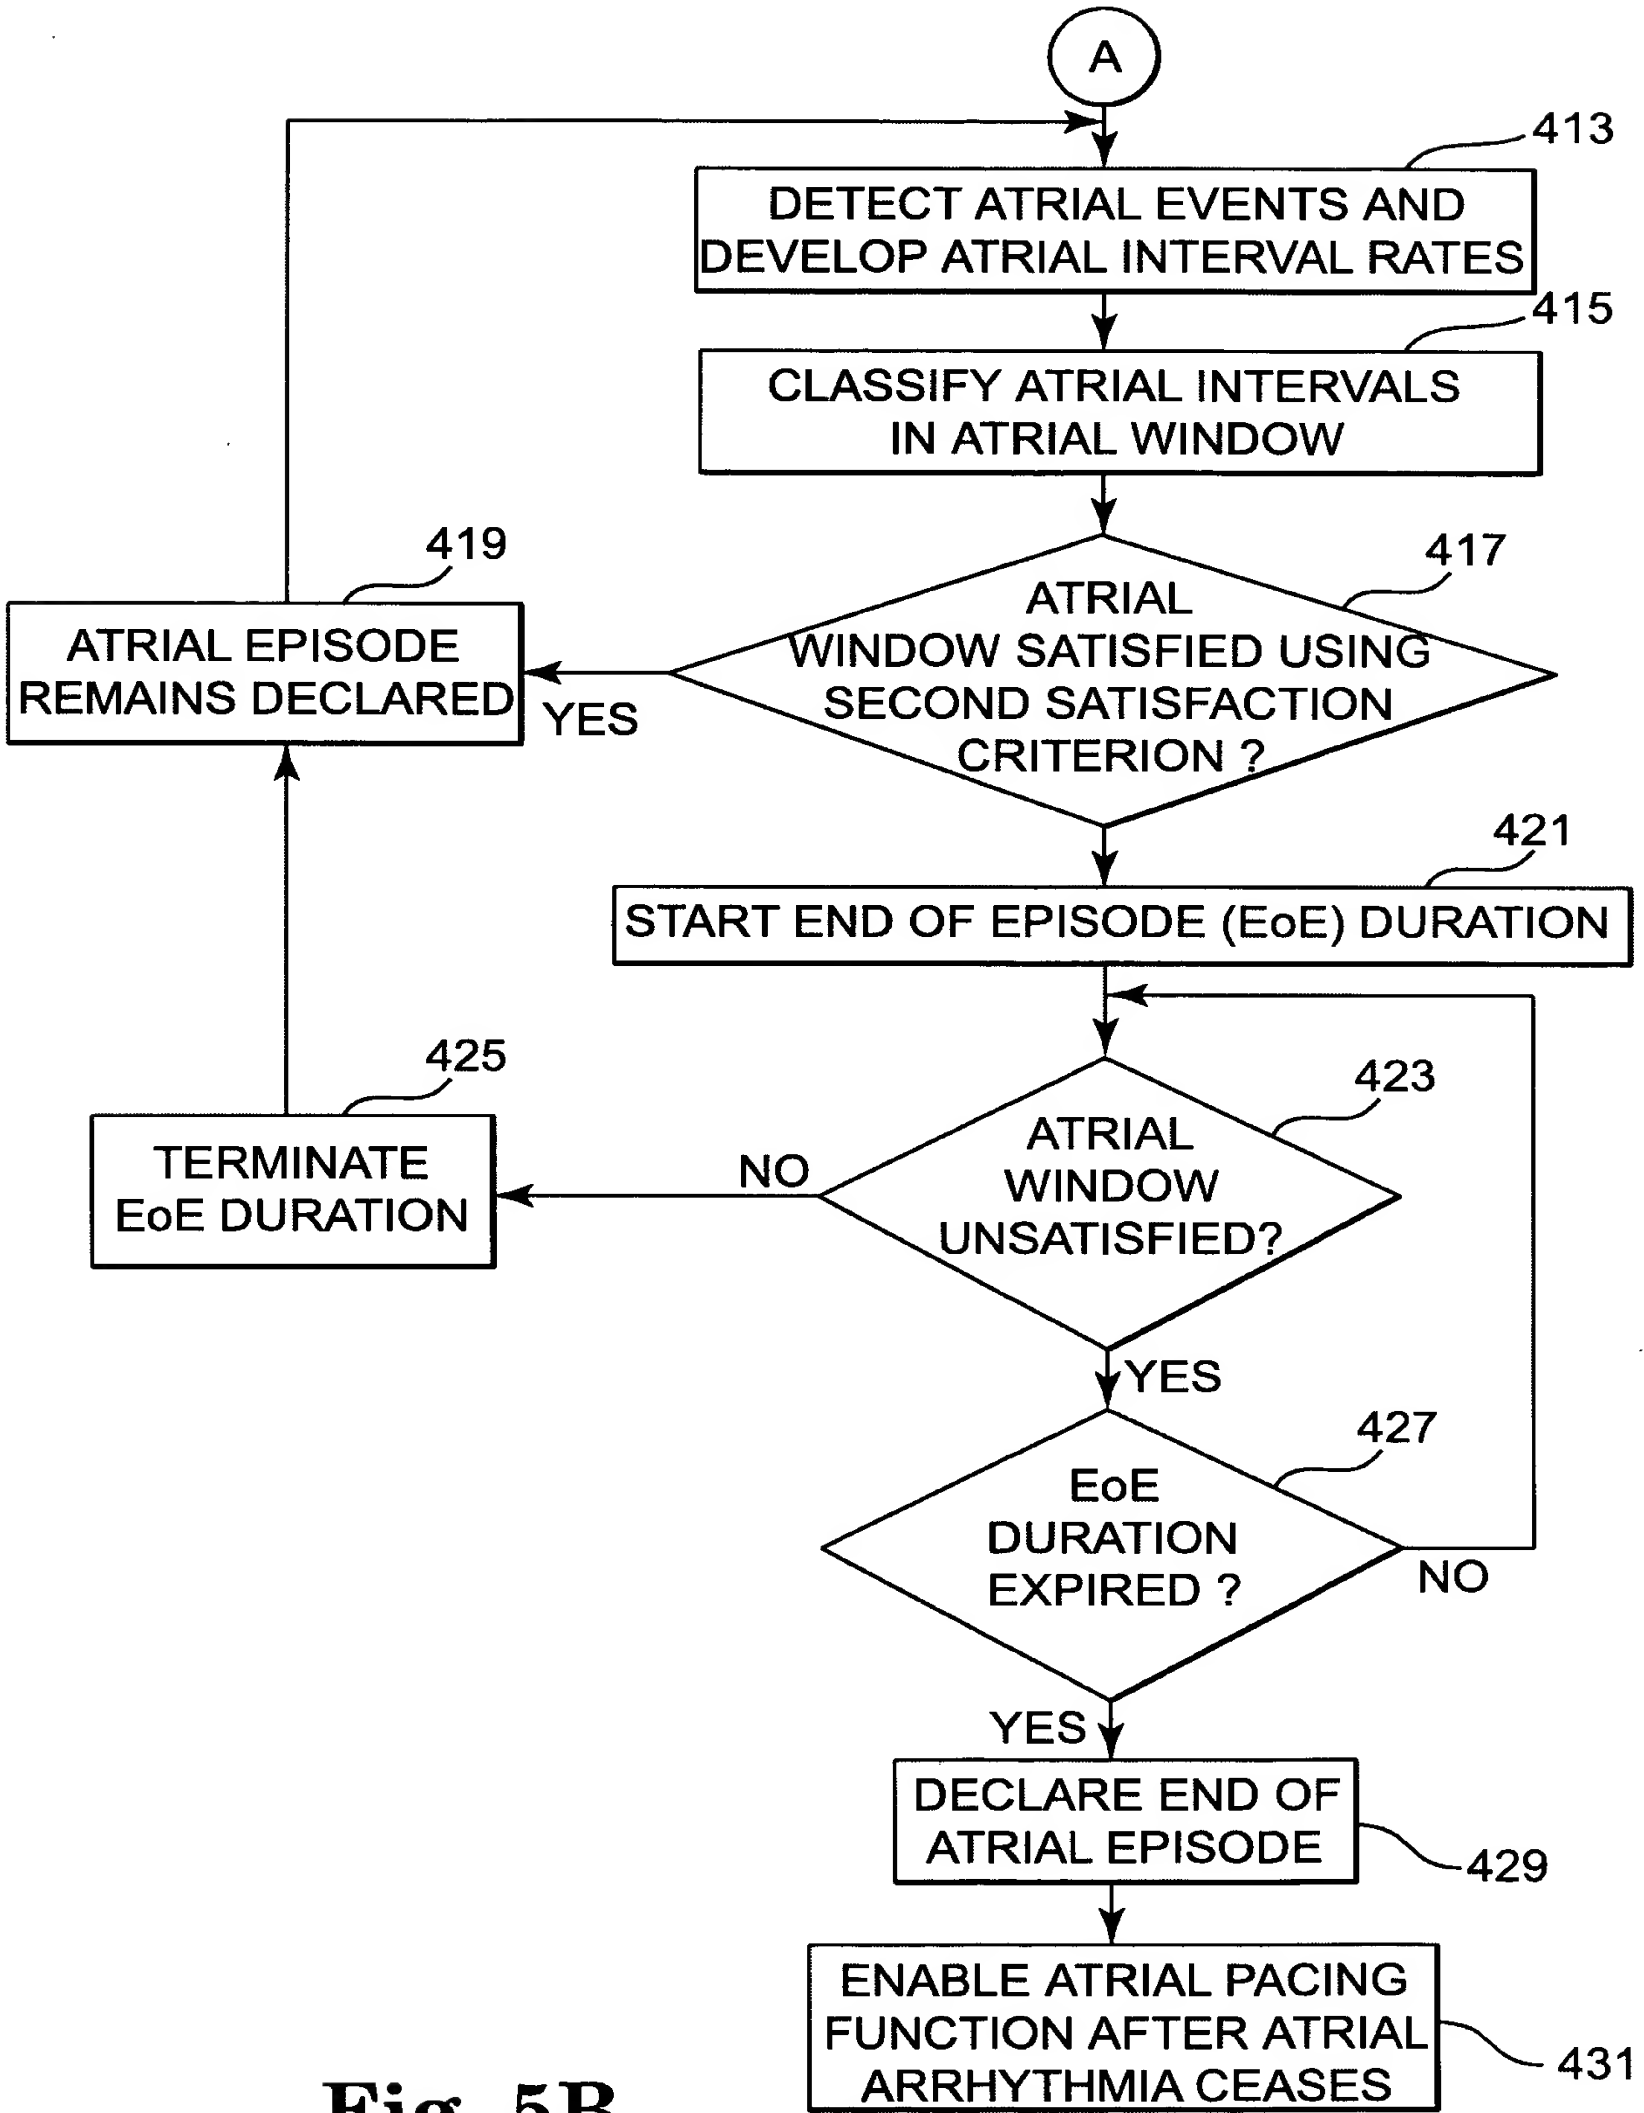 A
413
DETECT ATRIAL EVENTS AND
DEVELOP ATRIAL INTERVAL RATES
415
CLASSIFY ATRIAL INTERVALS
IN ATRIAL WINDOW
417
ATRIAL
WINDOW SATISFIED USING
SECOND SATISFACTION
CRITERION ?
YES
419
ATRIAL EPISODE
REMAINS DECLARED
421
START END OF EPISODE (EoE) DURATION
423
ATRIAL
WINDOW
UNSATISFIED?
NO
425
TERMINATE
EoE DURATION
YES
427
EoE
DURATION
EXPIRED ?
NO
YES
DECLARE END OF
ATRIAL EPISODE
429
ENABLE ATRIAL PACING
FUNCTION AFTER ATRIAL
ARRHYTHMIA CEASES
431
Fig. 5B